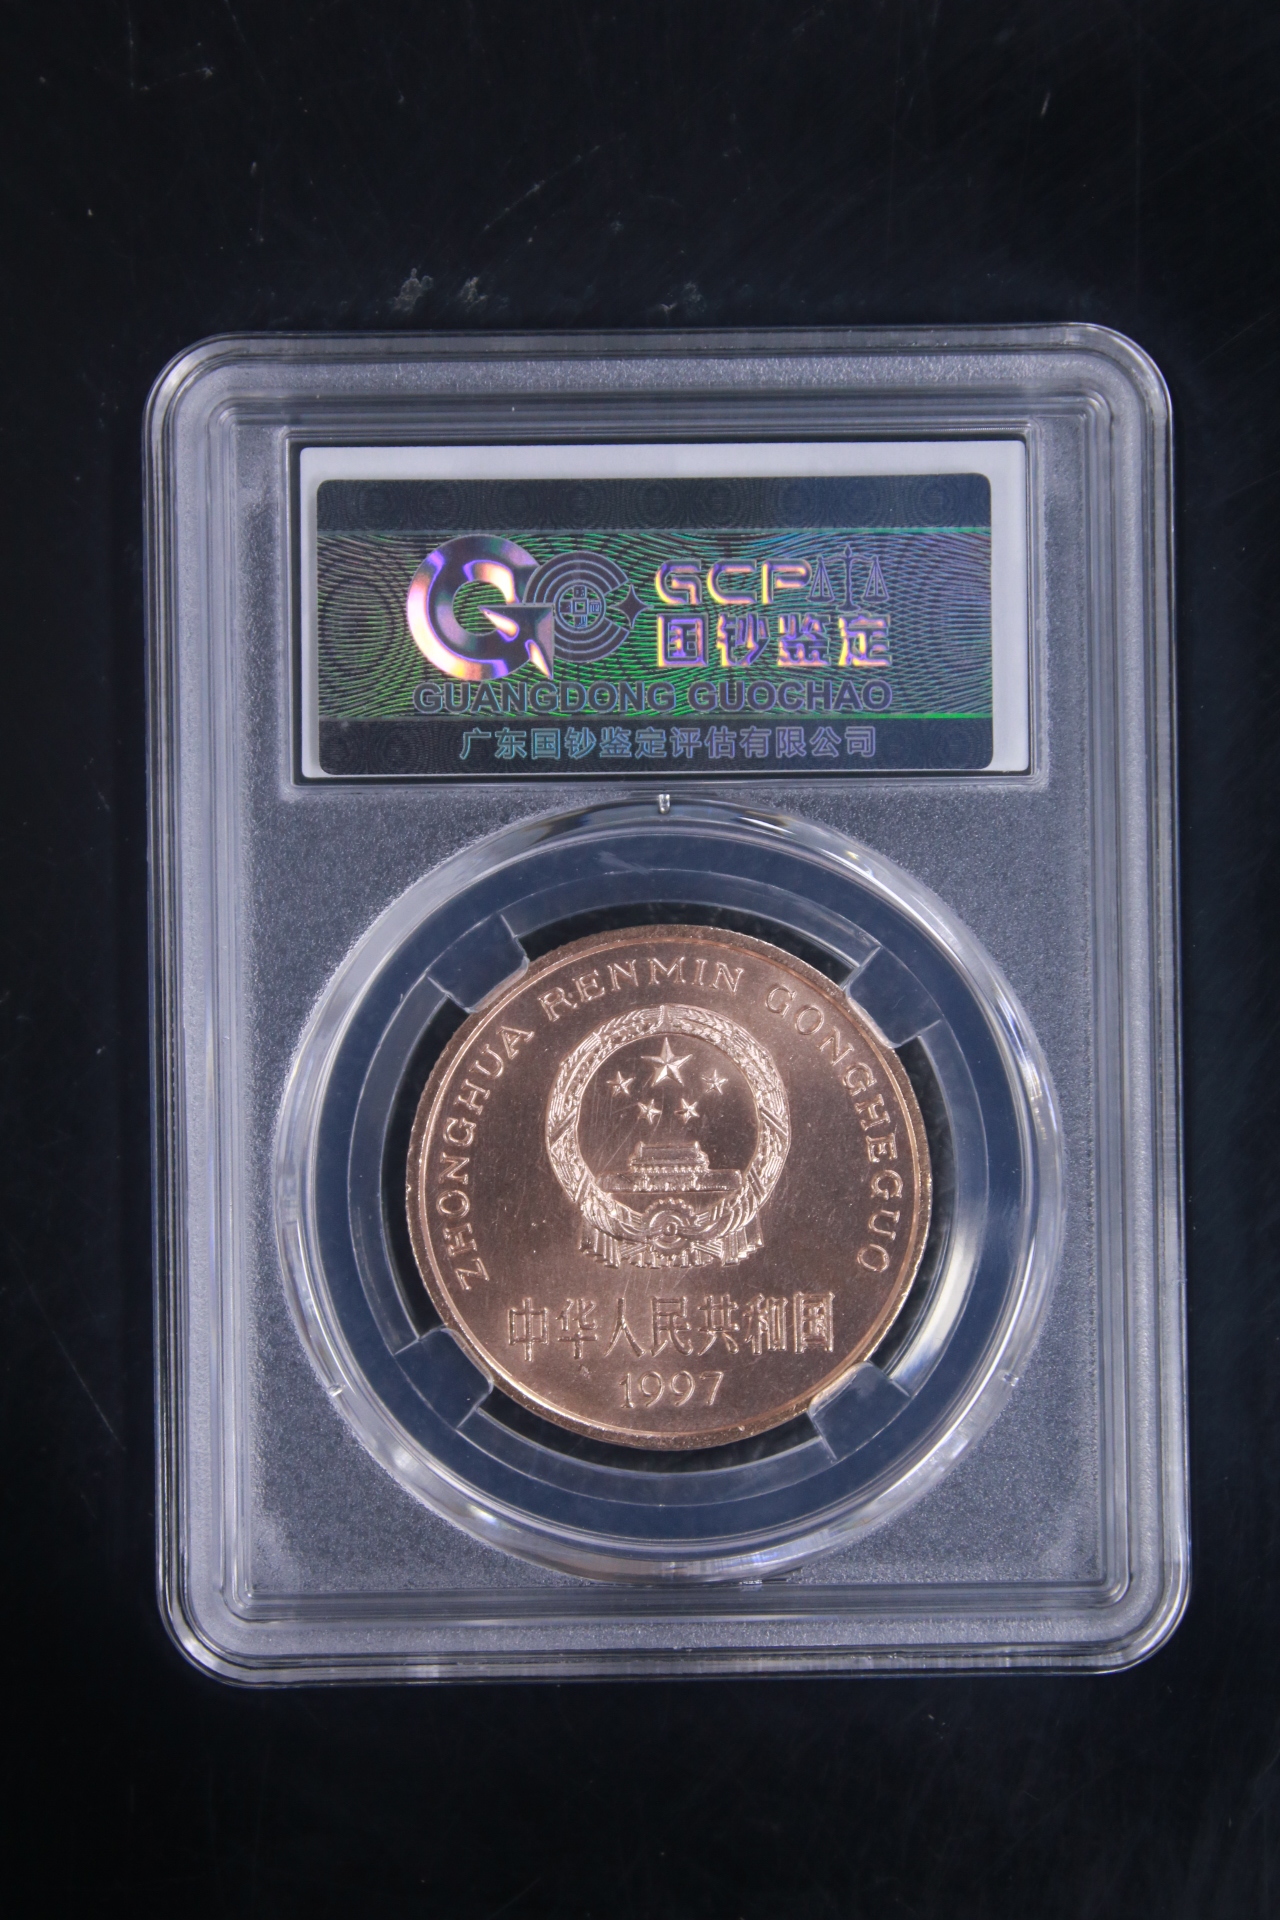 GCP
国钞鉴定
GUANGDONG GUOCHAO
广东国钞鉴定评估有限公司
ZHONGHUA RENMIN GONGHEGUO
中华人民共和国
1997